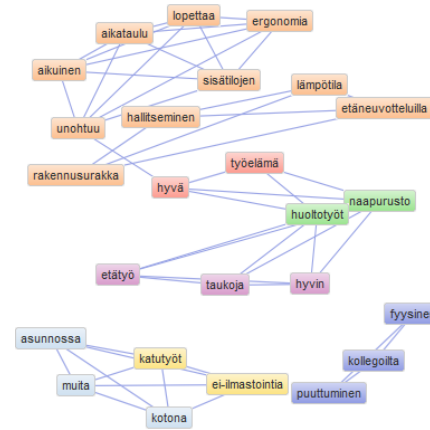 lopettaa
ergonomia
aikataulu
aikuinen
sisätilojen
lämpötila
etäneuvotteluilla
hallitseminen
unohtuu
rakennusurakka
työelämä
hyvä
naapurusto
huoltotyöt
etätyö
taukoja
hyvin
fyysine
asunnossa
katutyöt
kollegoilta
muita
ei-ilmastointia
puuttuminen
kotona